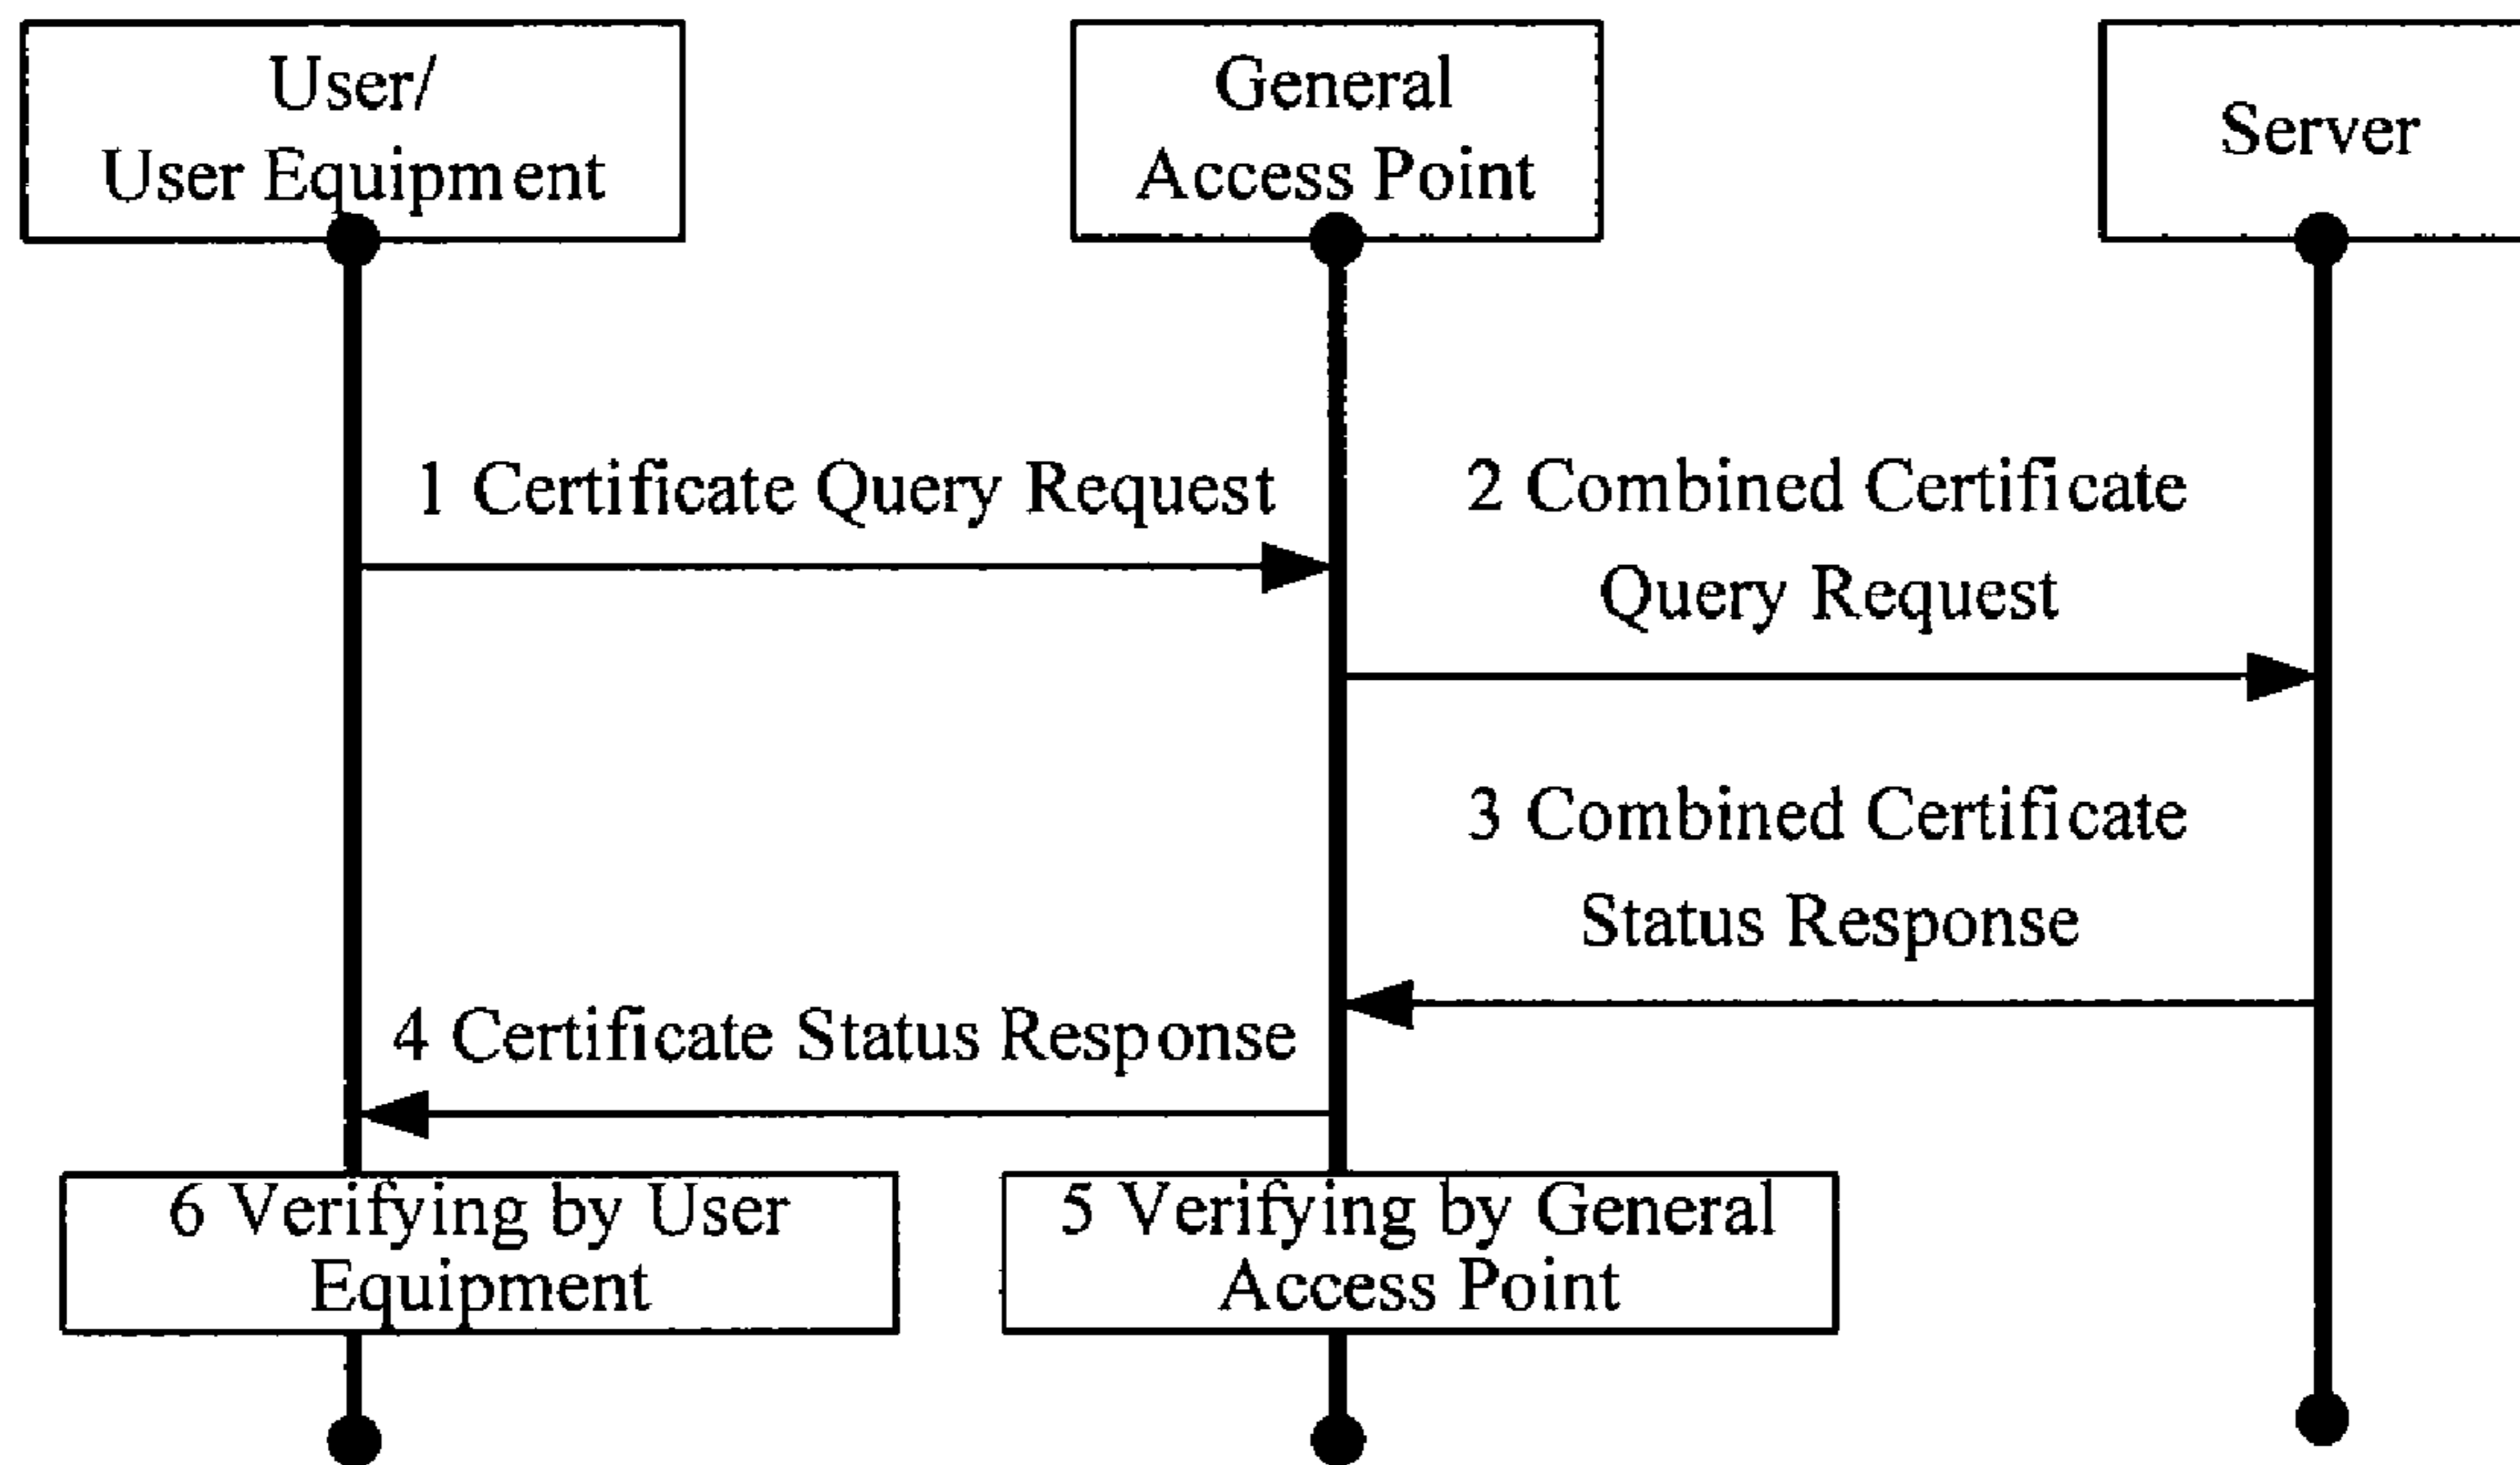 User/
User Equipment
General
Access Point
Server
1 Certificate Query Request
2 Combined Certificate
Query Request
3 Combined Certificate
Status Response
4 Certificate Status Response
6 Verifying by User
Equipment
5 Verifying by General
Access Point